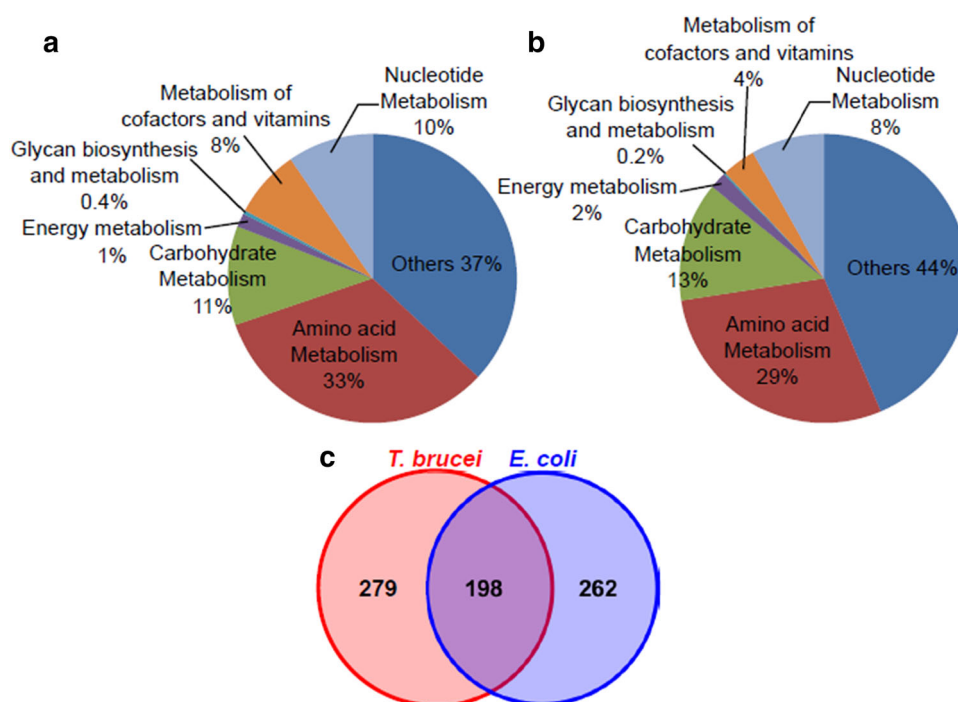 a
Nucleotide
Metabolism
10%
Metabolism of
cofactors and vitamins
8%
Glycan biosynthesis
and metabolism
0.4%
Energy metabolism
1%
Carbohydrate
Metabolism
11%
Others 37%
Amino acid
Metabolism
33%
b
Metabolism of
cofactors and vitamins
4%
Nucleotide
Metabolism
8%
Glycan biosynthesis
and metabolism
0.2%
Energy metabolism
2%
Carbohydrate
Metabolism
13%
Others 44%
Amino acid
Metabolism
29%
c
T. brucei
E. coli
279
198
262